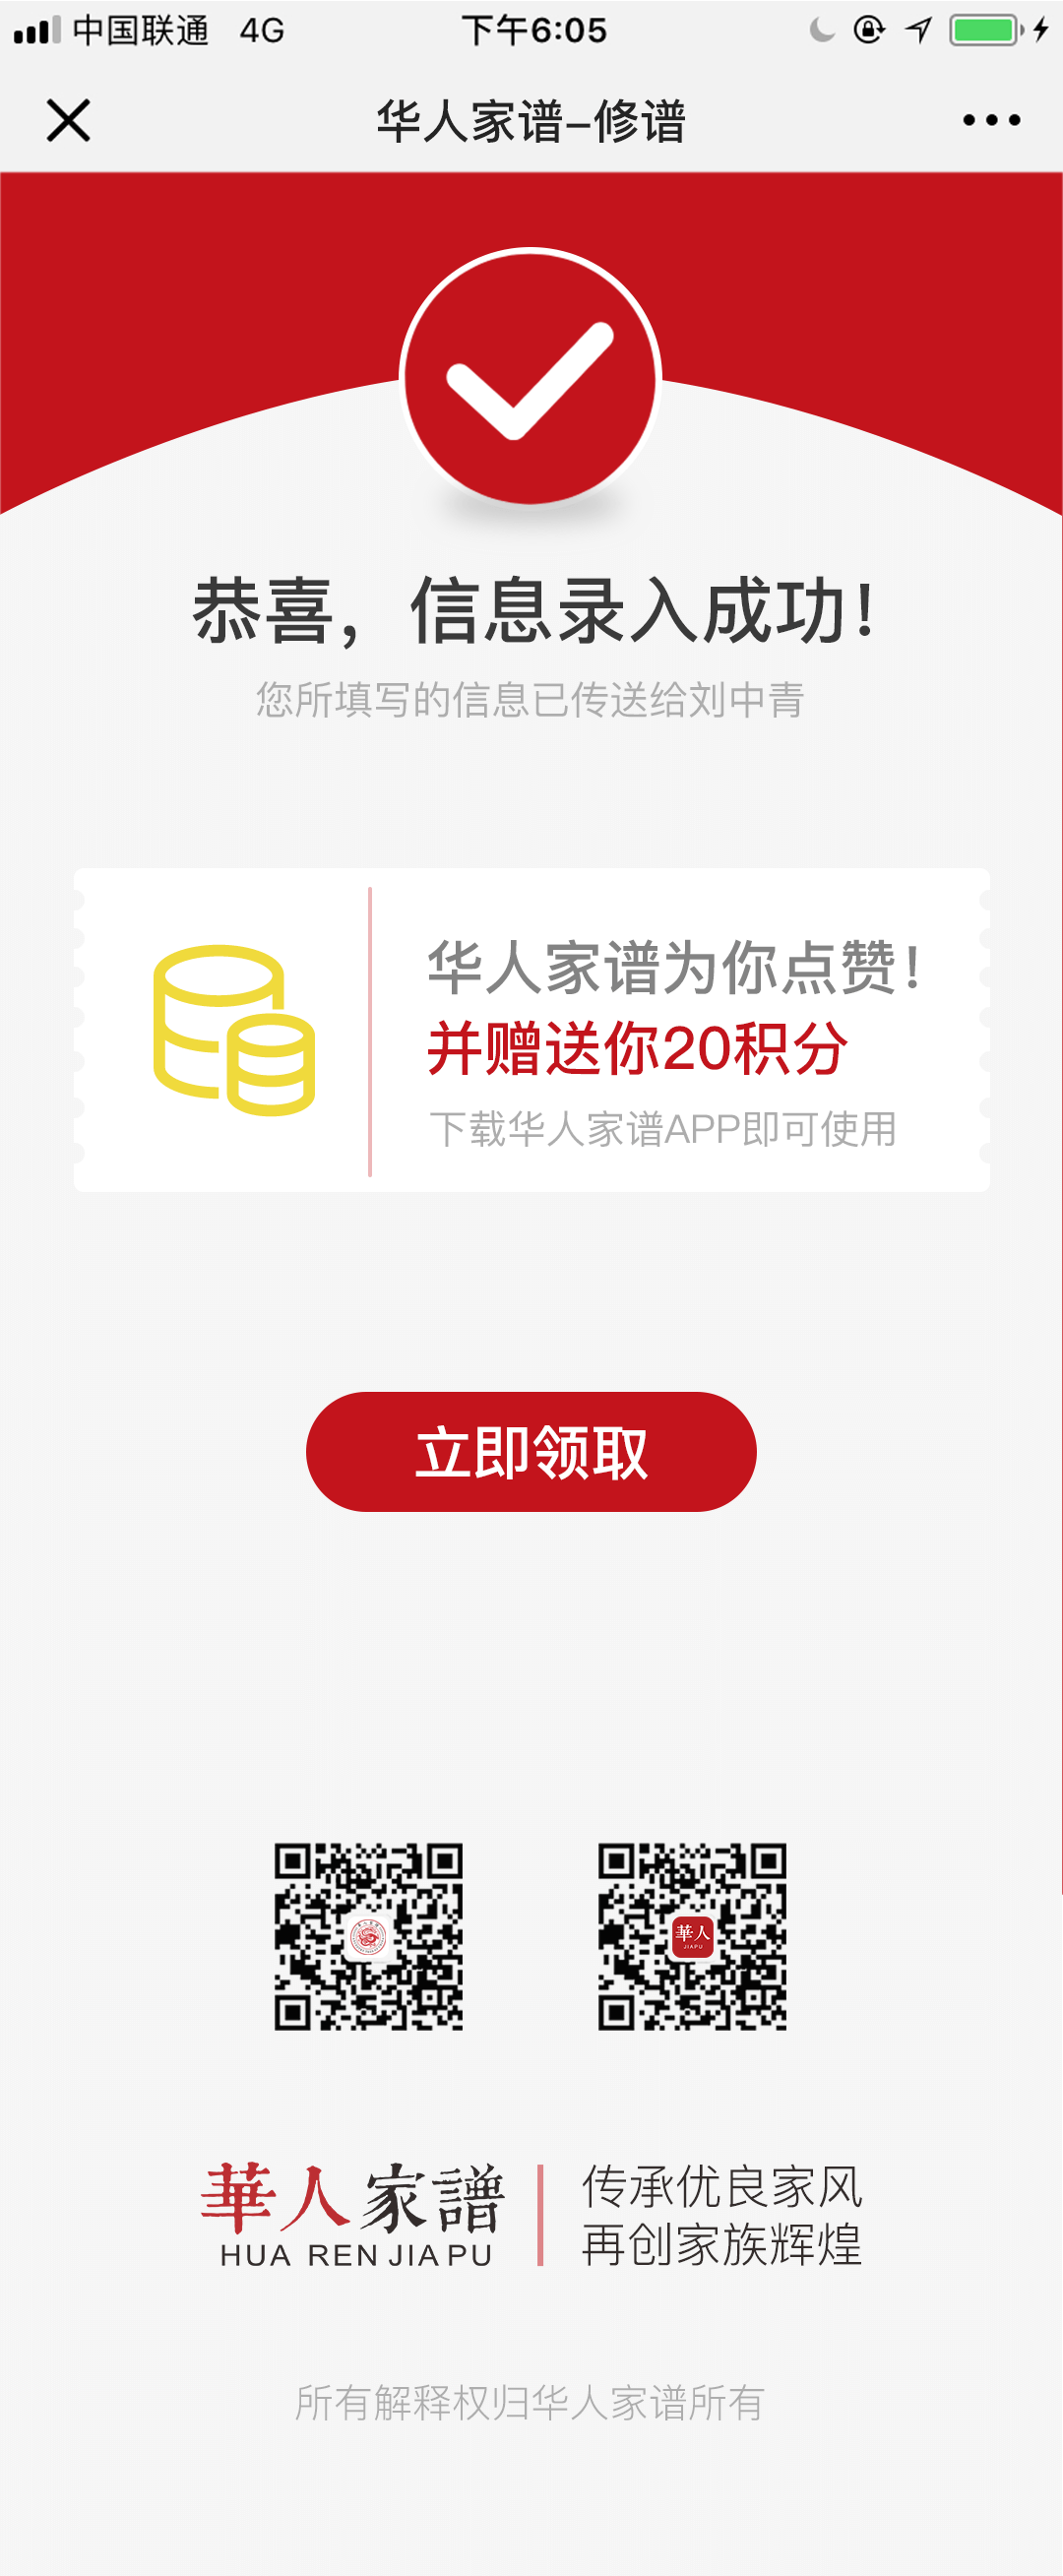 中国联通 4G 下午6:05
华人家谱-修谱
恭喜，信息录入成功！
您所填写的信息已传送给刘中青
华人家谱为你点赞！
并赠送你20积分
下载华人家谱APP即可使用
立即领取
華人
JIAPU
華人家譜
HUA REN JIA PU
传承优良家风
再创家族辉煌
所有解释权归华人家谱所有